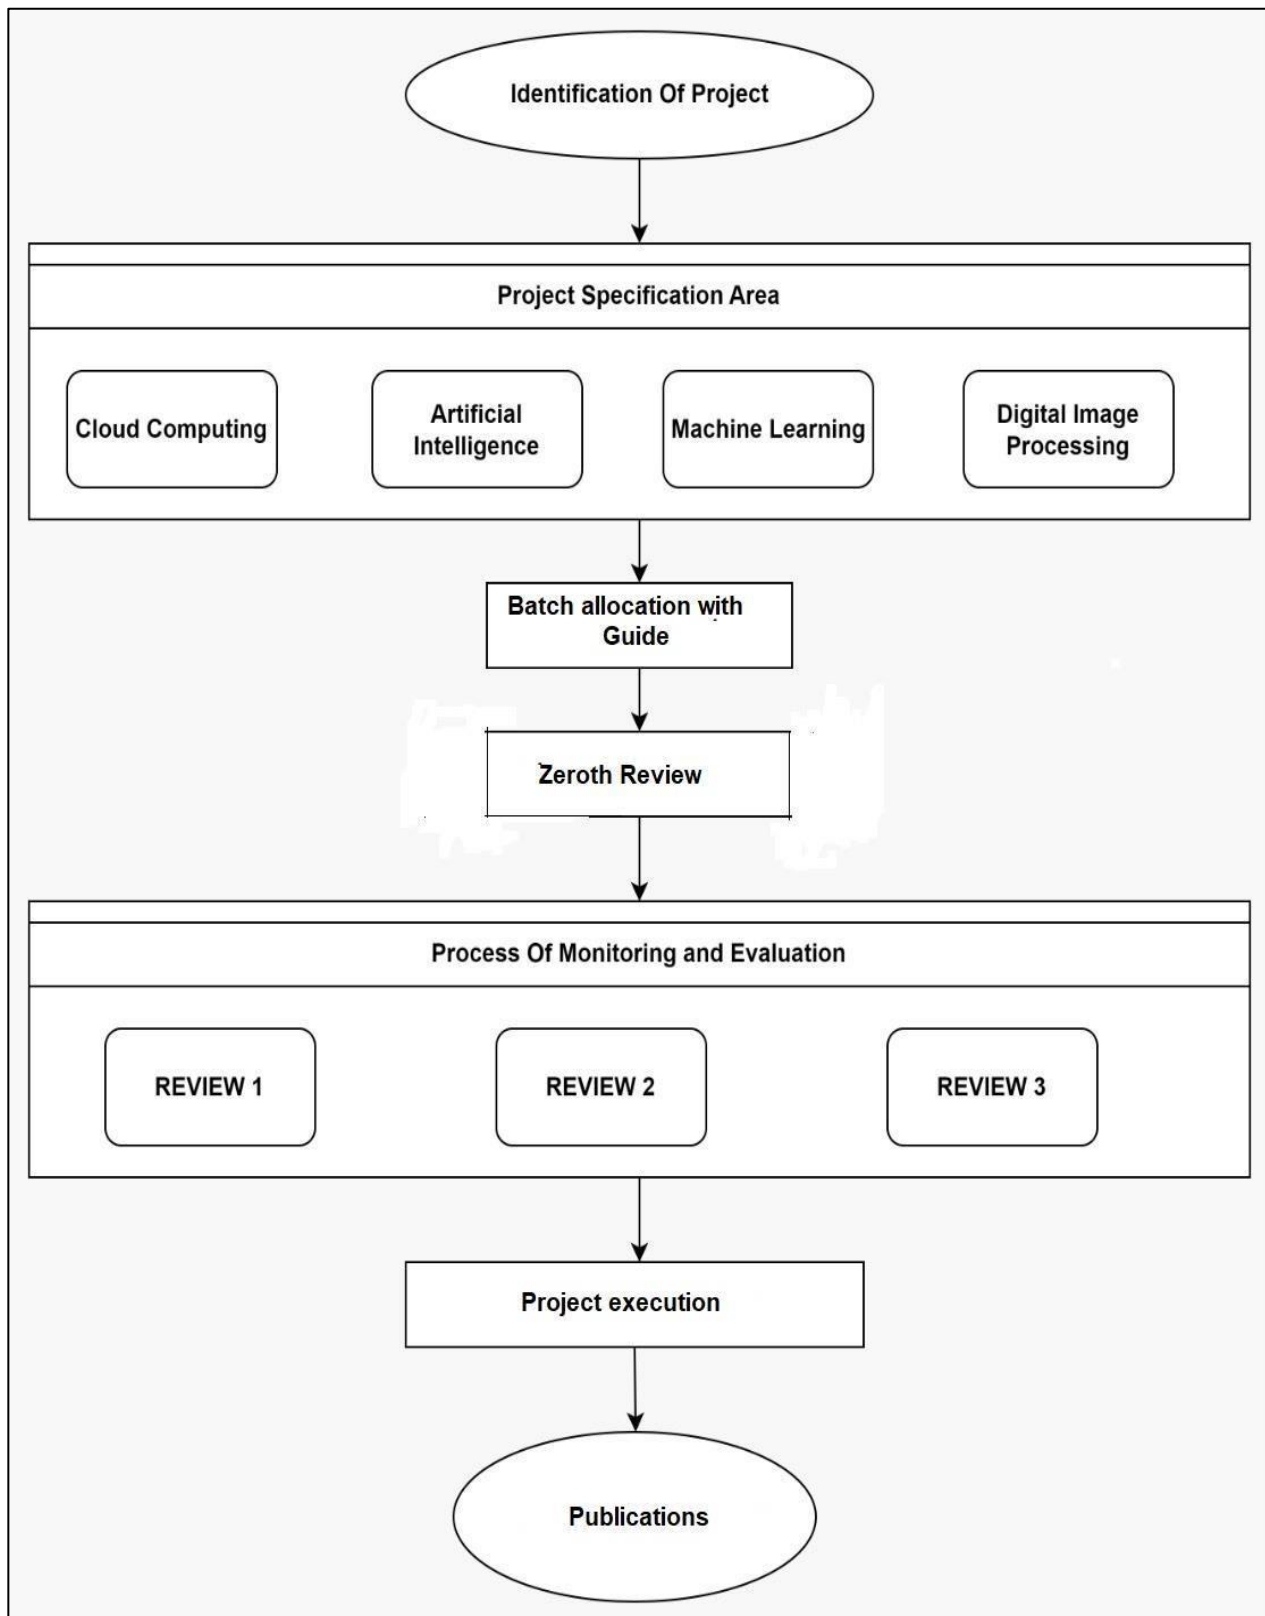 Identification Of Project
Project Specification Area
Cloud Computing
Artificial
Intelligence
Machine Learning
Digital Image
Processing
Batch allocation with
Guide
Zeroth Review
Process Of Monitoring and Evaluation
REVIEW 1
REVIEW 2
REVIEW 3
Project execution
Publications